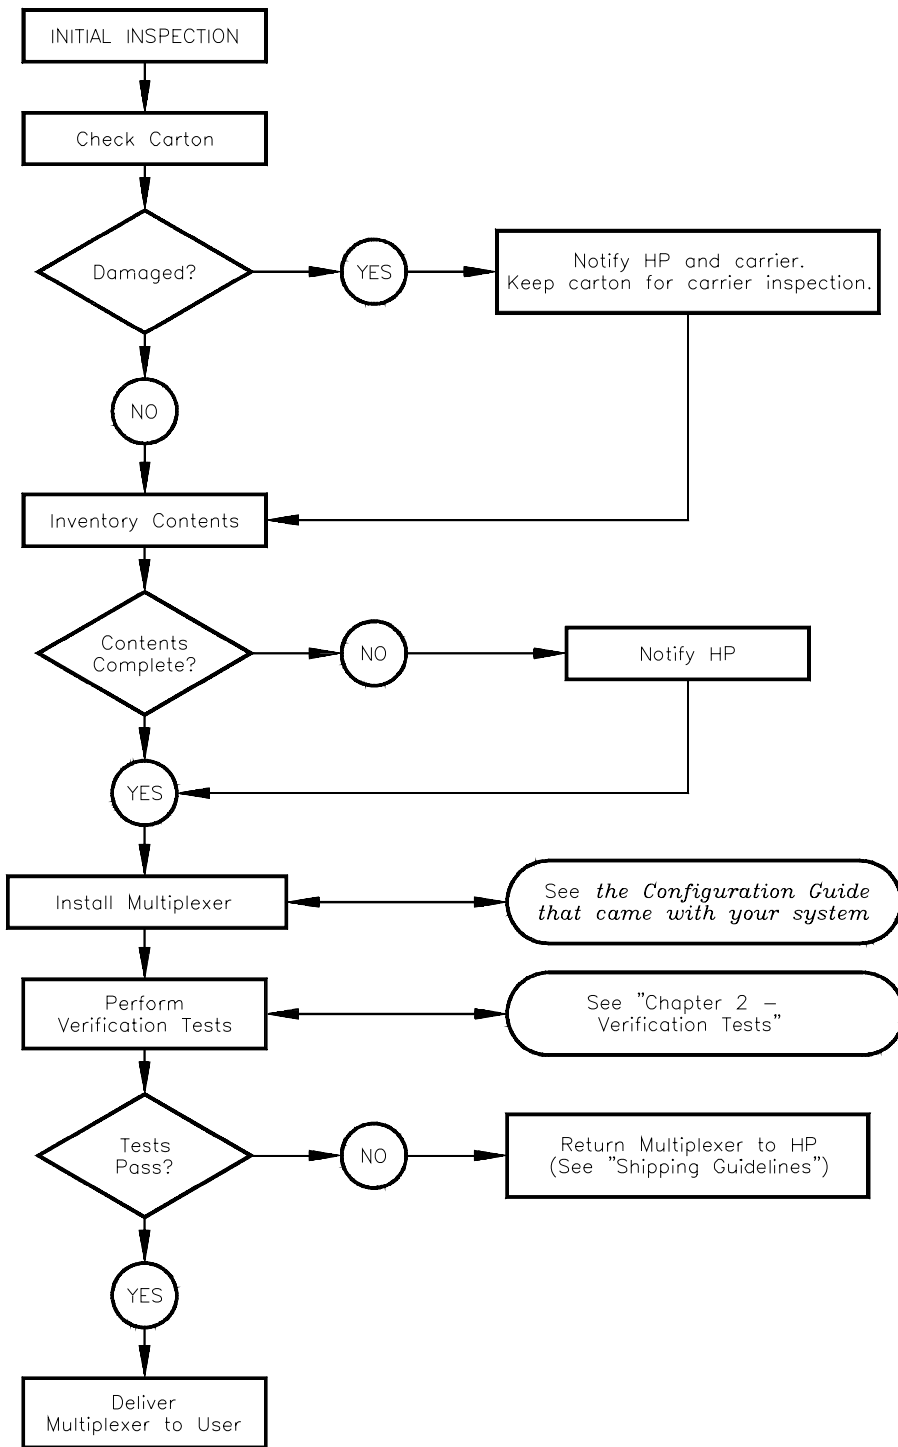 INITIAL INSPECTION
Check Carton
Damaged?
YES
Notify HP and carrier.
Keep carton for carrier inspection.
NO
Inventory Contents
Contents
Complete?
NO
Notify HP
YES
Install Multiplexer
See the Configuration Guide
that came with your system
Perform
Verification Tests
See "Chapter 2 –
Verification Tests"
Tests
Pass?
NO
Return Multiplexer to HP
(See "Shipping Guidelines")
YES
Deliver
Multiplexer to User